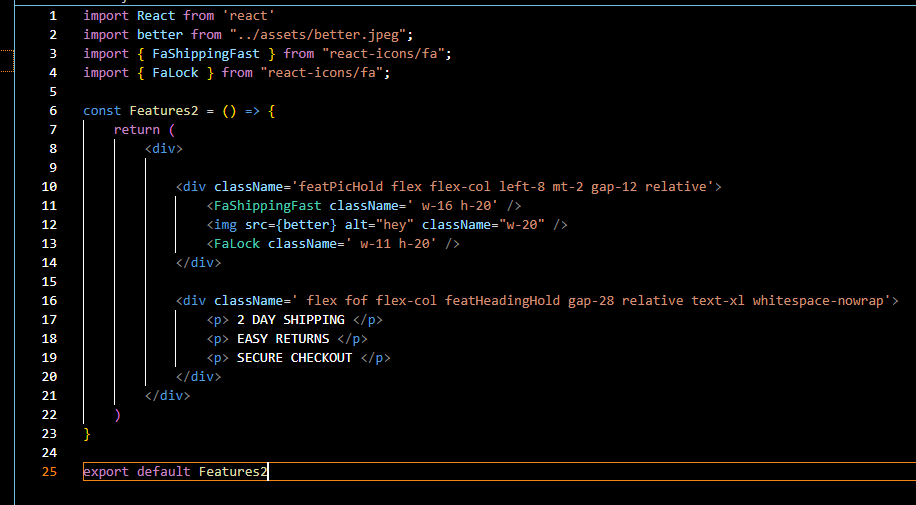 1 import React from 'react'
2 import better from "../assets/better.jpeg";
3 import { FaShippingFast } from "react-icons/fa";
4 import { FaLock } from "react-icons/fa";
5
6 const Features2 = () => {
7     return (
8         <div>
9
10             <div className='featPicHold flex flex-col left-8 mt-2 gap-12 relative'>
11                 <FaShippingFast className=' w-16 h-20' />
12                 <img src={better} alt="hey" className="w-20" />
13                 <FaLock className=' w-11 h-20' />
14             </div>
15
16             <div className=' flex fof flex-col featHeadingHold gap-28 relative text-xl whitespace-nowrap'>
17                 <p> 2 DAY SHIPPING </p>
18                 <p> EASY RETURNS </p>
19                 <p> SECURE CHECKOUT </p>
20             </div>
21         </div>
22     )
23 }
24
25 export default Features2